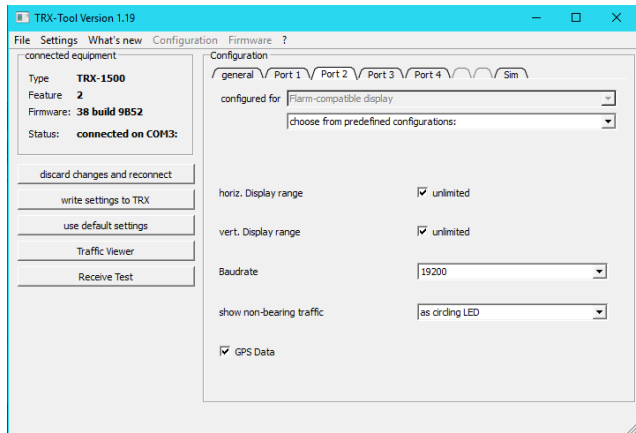 TRX-Tool Version 1.19
File Settings What's new Configuration Firmware ?
connected equipment
Type TRX-1500
Feature 2
Firmware: 38 build 9B52
Status: connected on COM3:
discard changes and reconnect
write settings to TRX
use default settings
Traffic Viewer
Receive Test
Configuration
general Port 1 Port 2 Port 3 Port 4 Sim
configured for Flarm-compatible display
choose from predefined configurations:
horiz. Display range unlimited
vert. Display range unlimited
Baudrate 19200
show non-bearing traffic as circling LED
GPS Data